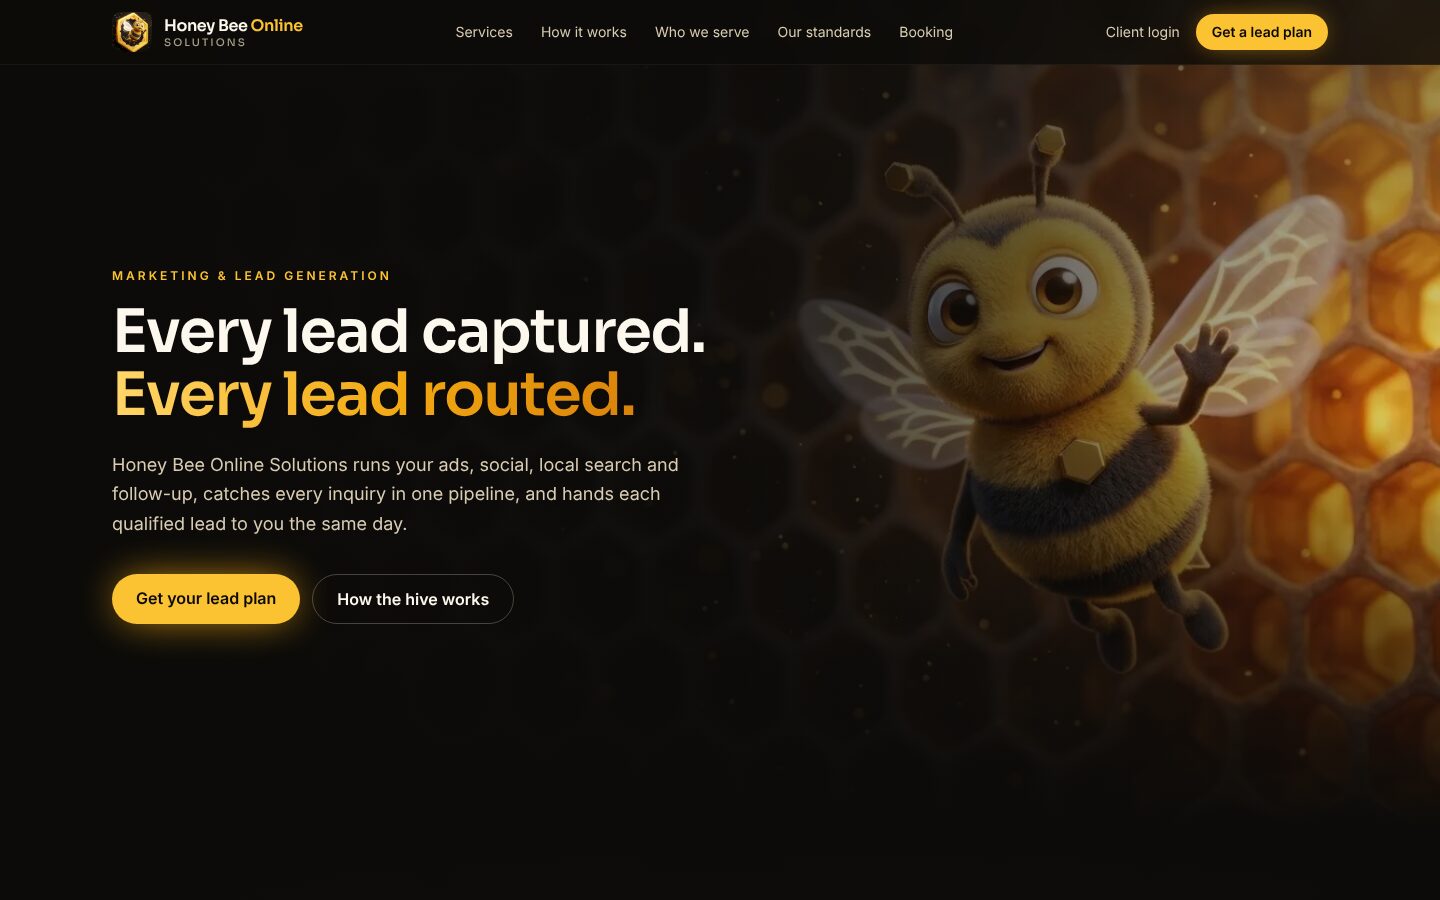 Honey Bee Online
SOLUTIONS
Services
How it works
Who we serve
Our standards
Booking
Client login
Get a lead plan
MARKETING & LEAD GENERATION
Every lead captured.
Every lead routed.
Honey Bee Online Solutions runs your ads, social, local search and
follow-up, catches every inquiry in one pipeline, and hands each
qualified lead to you the same day.
Get your lead plan
How the hive works